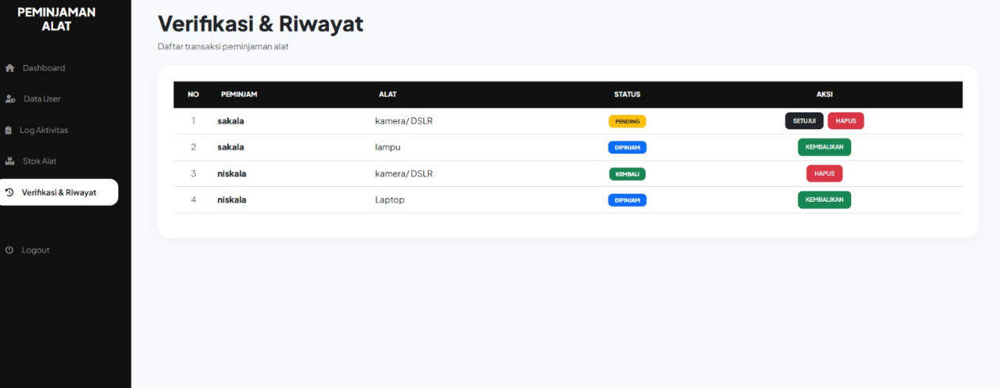 PEMINJAMAN
ALAT
Dashboard
Data User
Log Aktivitas
Stok Alat
Verifikasi & Riwayat
Logout
Verifikasi & Riwayat
Daftar transaksi peminjaman alat
NO PEMINJAM ALAT STATUS AKSI
1 sakala kamera/ DSLR PENDING SETUJUI HAPUS
2 sakala lampu DIPINJAM KEMBALIKAN
3 niskala kamera/ DSLR KEMBALI HAPUS
4 niskala Laptop DIPINJAM KEMBALIKAN